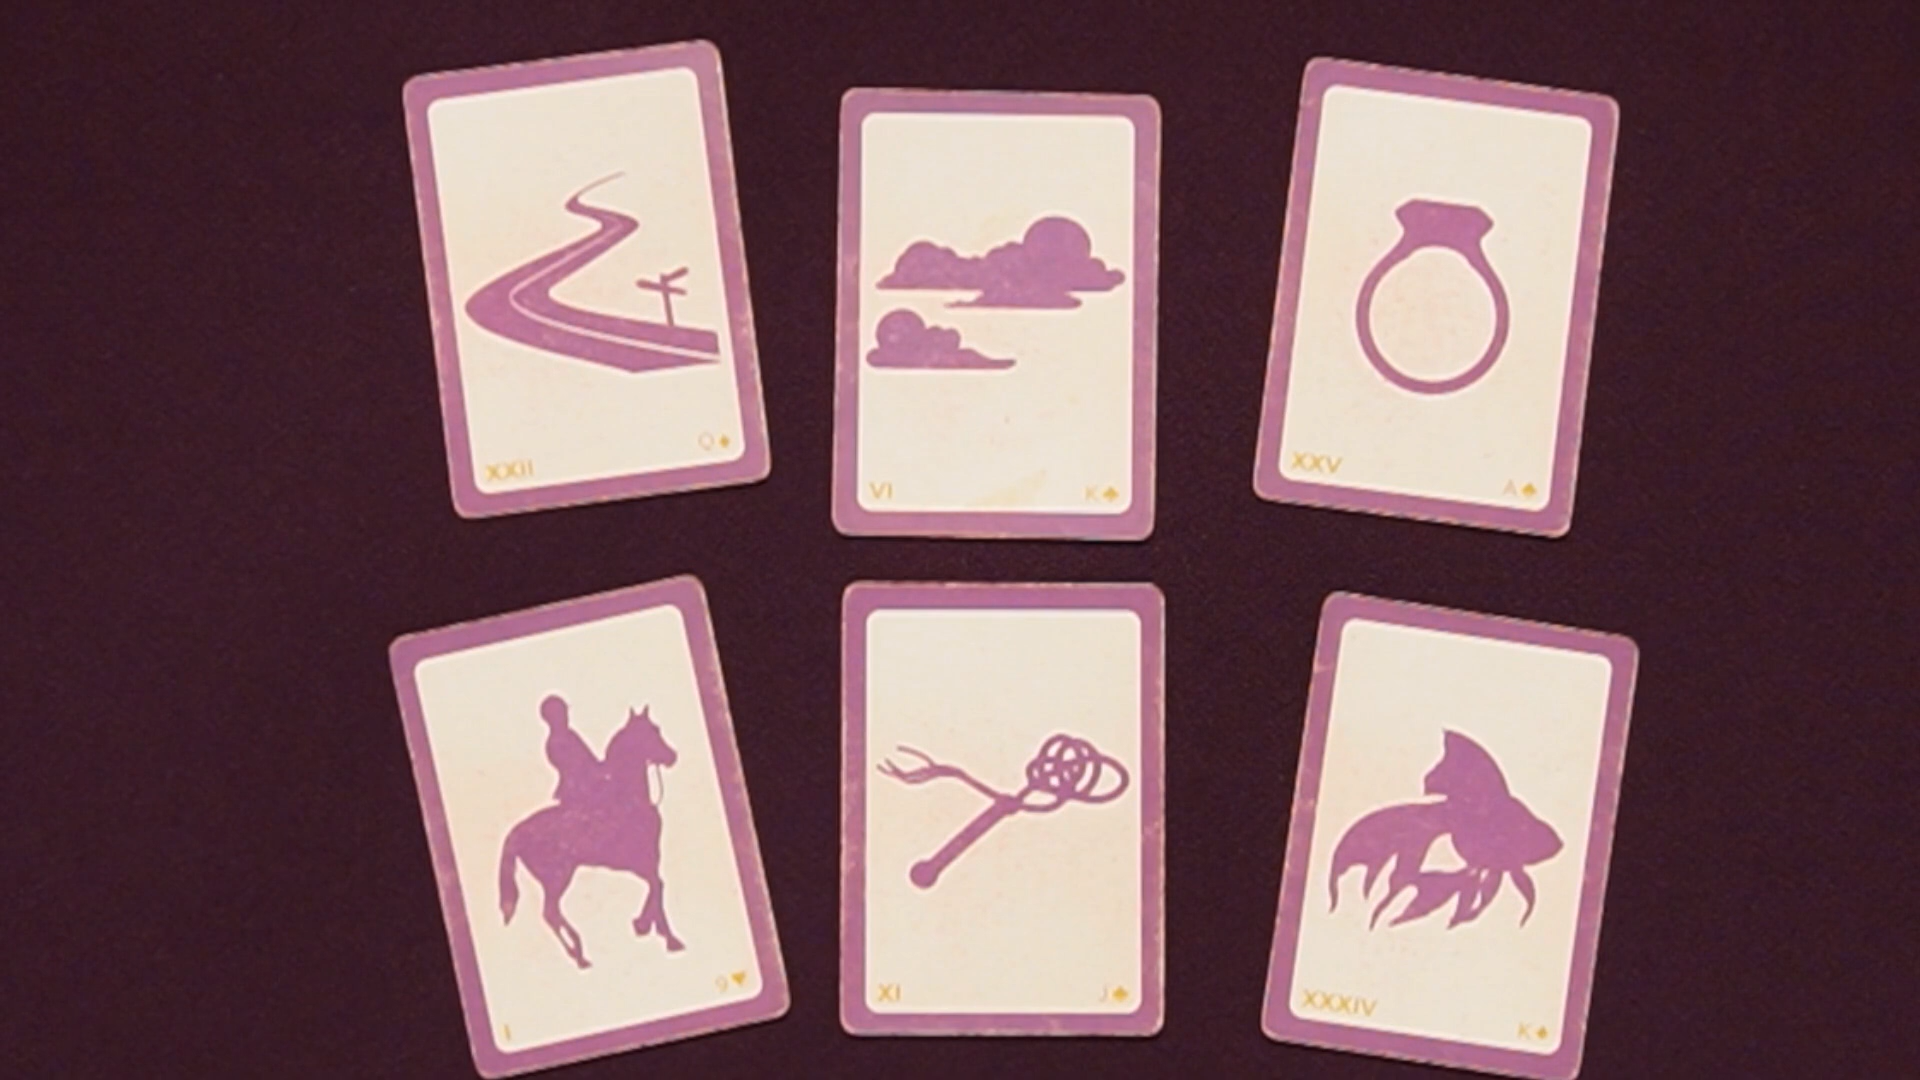 XXII Q♦
VI K♣
XXV A♣
I 9♥
XI J♣
XXXIV K♦